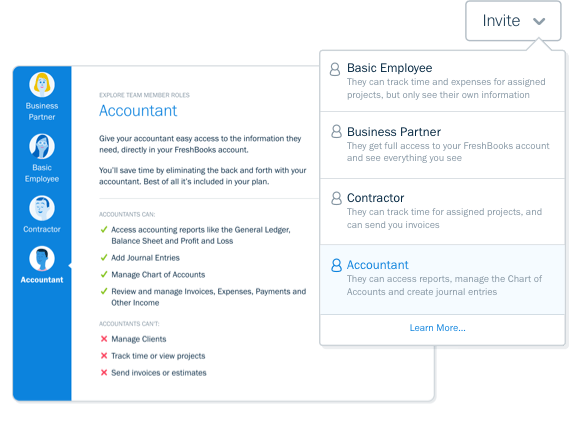 Invite
Basic Employee
They can track time and expenses for assigned
projects, but only see their own information
Business Partner
They get full access to your FreshBooks account
and see everything you see
Contractor
They can track time for assigned projects, and
can send you invoices
Accountant
They can access reports, manage the Chart of
Accounts and create journal entries
Learn More...
Business
Partner
Basic
Employee
Contractor
Accountant
EXPLORE TEAM MEMBER ROLES
Accountant
Give your accountant easy access to the information they
need, directly in your FreshBooks account.
You'll save time by eliminating the back and forth with your
accountant. Best of all it's included in your plan.
ACCOUNTANTS CAN:
Access accounting reports like the General Ledger,
Balance Sheet and Profit and Loss
Add Journal Entries
Manage Chart of Accounts
Review and manage Invoices, Expenses, Payments and
Other Income
ACCOUNTANTS CAN'T:
Manage Clients
Track time or view projects
Send invoices or estimates